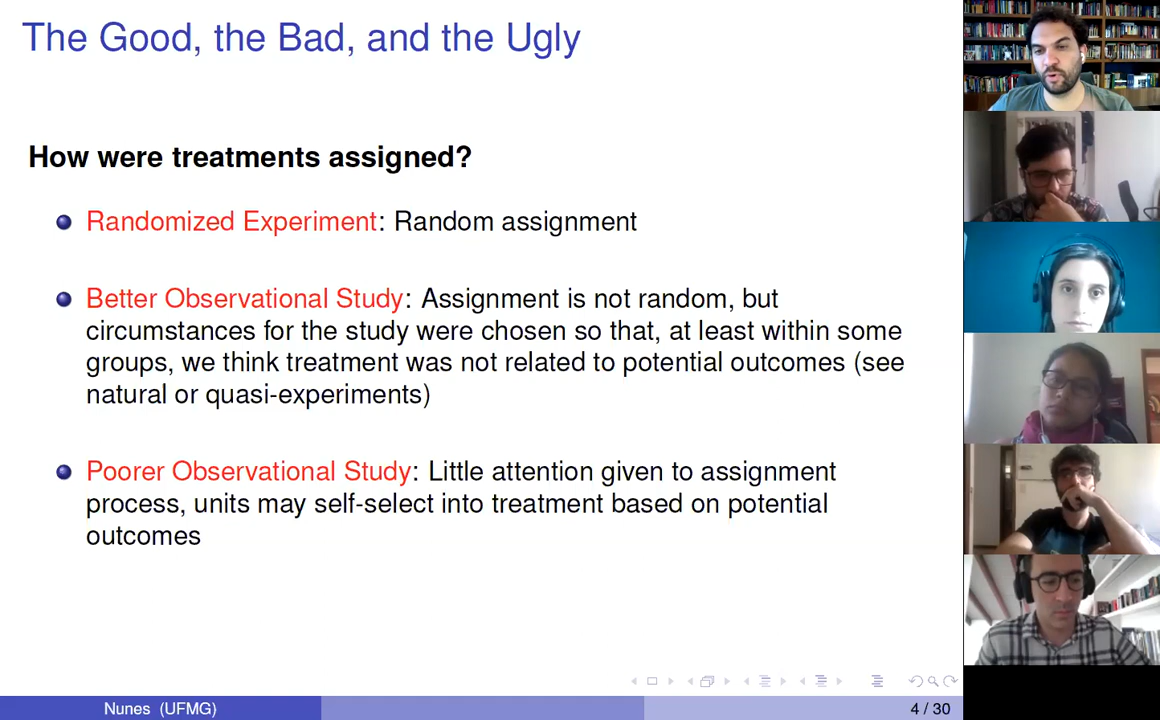 The Good, the Bad, and the Ugly
How were treatments assigned?
Randomized Experiment: Random assignment
Better Observational Study: Assignment is not random, but
circumstances for the study were chosen so that, at least within some
groups, we think treatment was not related to potential outcomes (see
natural or quasi-experiments)
Poorer Observational Study: Little attention given to assignment
process, units may self-select into treatment based on potential
outcomes
Nunes (UFMG)
4 / 30